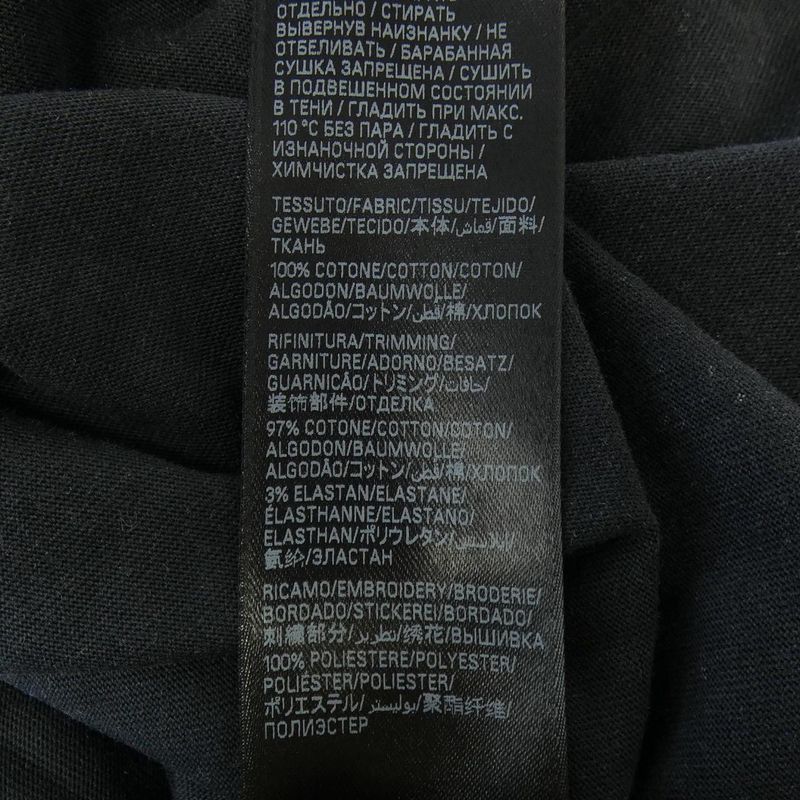 ОТДЕЛЬНО / СТИРАТЬ
ВЫВЕРНУВ НАИЗНАНКУ / НЕ
ОТБЕЛИВАТЬ / БАРАБАННАЯ
СУШКА ЗАПРЕЩЕНА / СУШИТЬ
В ПОДВЕШЕННОМ СОСТОЯНИИ
В ТЕНИ / ГЛАДИТЬ ПРИ МАКС.
110 °C БЕЗ ПАРА / ГЛАДИТЬ С
ИЗНАНОЧНОЙ СТОРОНЫ /
ХИМЧИСТКА ЗАПРЕЩЕНА
TESSUTO/FABRIC/TISSU/TEJIDO/
GEWEBE/TECIDO/本体/قماش/面料/
ТКАНЬ
100% COTONE/COTTON/COTON/
ALGODON/BAUMWOLLE/
ALGODÃO/コットン/قطن/棉/ХЛОПОК
RIFINITURA/TRIMMING/
GARNITURE/ADORNO/BESATZ/
GUARNICÃO/トリミング/حافات/
装饰部件/ОТДЕЛКА
97% COTONE/COTTON/COTON/
ALGODON/BAUMWOLLE/
ALGODÃO/コットン/قطن/棉/ХЛОПОК
3% ELASTAN/ELASTANE/
ÉLASTHANNE/ELASTANO/
ELASTHAN/ポリウレタン/إيلاستين/
氨纶/ЭЛАСТАН
RICAMO/EMBROIDERY/BRODERIE/
BORDADO/STICKEREI/BORDADO/
刺繍部分/تطريز/绣花/ВЫШИВКА
100% POLIESTERE/POLYESTER/
POLIÉSTER/POLIESTER/
ポリエステル/بوليستر/聚酯纤维/
ПОЛИЭСТЕР